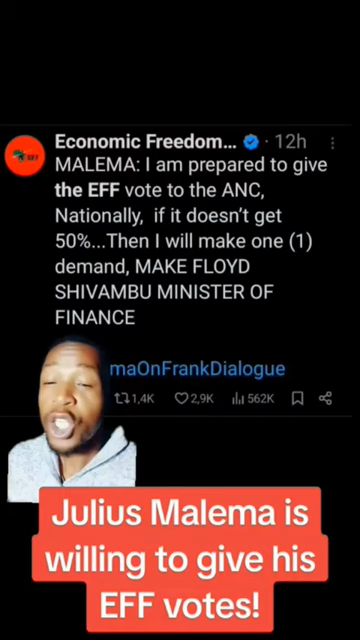 Economic Freedom... · 12h
MALEMA: I am prepared to give
the EFF vote to the ANC,
Nationally, if it doesn't get
50%...Then I will make one (1)
demand, MAKE FLOYD
SHIVAMBU MINISTER OF
FINANCE
maOnFrankDialogue
1,4K 2,9K 562K
Julius Malema is
willing to give his
EFF votes!